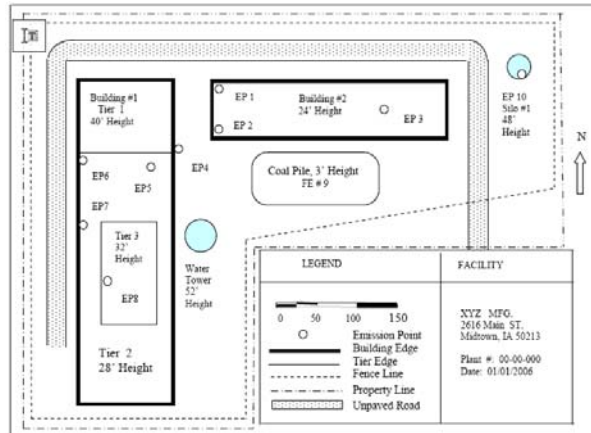 Building #1
Tier 1
40' Height
EP 1
EP 2
Building #2
24' Height
EP 3
EP 10
Silo #1
48'
Height
N
EP4
EP6
EP5
Coal Pile, 3' Height
FE # 9
EP7
Tier 3
32'
Height
EP8
Water
Tower
52'
Height
Tier 2
28' Height
LEGEND
0 50 100 150
Emission Point
Building Edge
Tier Edge
Fence Line
Property Line
Unpaved Road
FACILITY
XYZ MFG.
2616 Main ST.
Midtown, IA 50213
Plant #: 00-00-000
Date: 01/01/2006